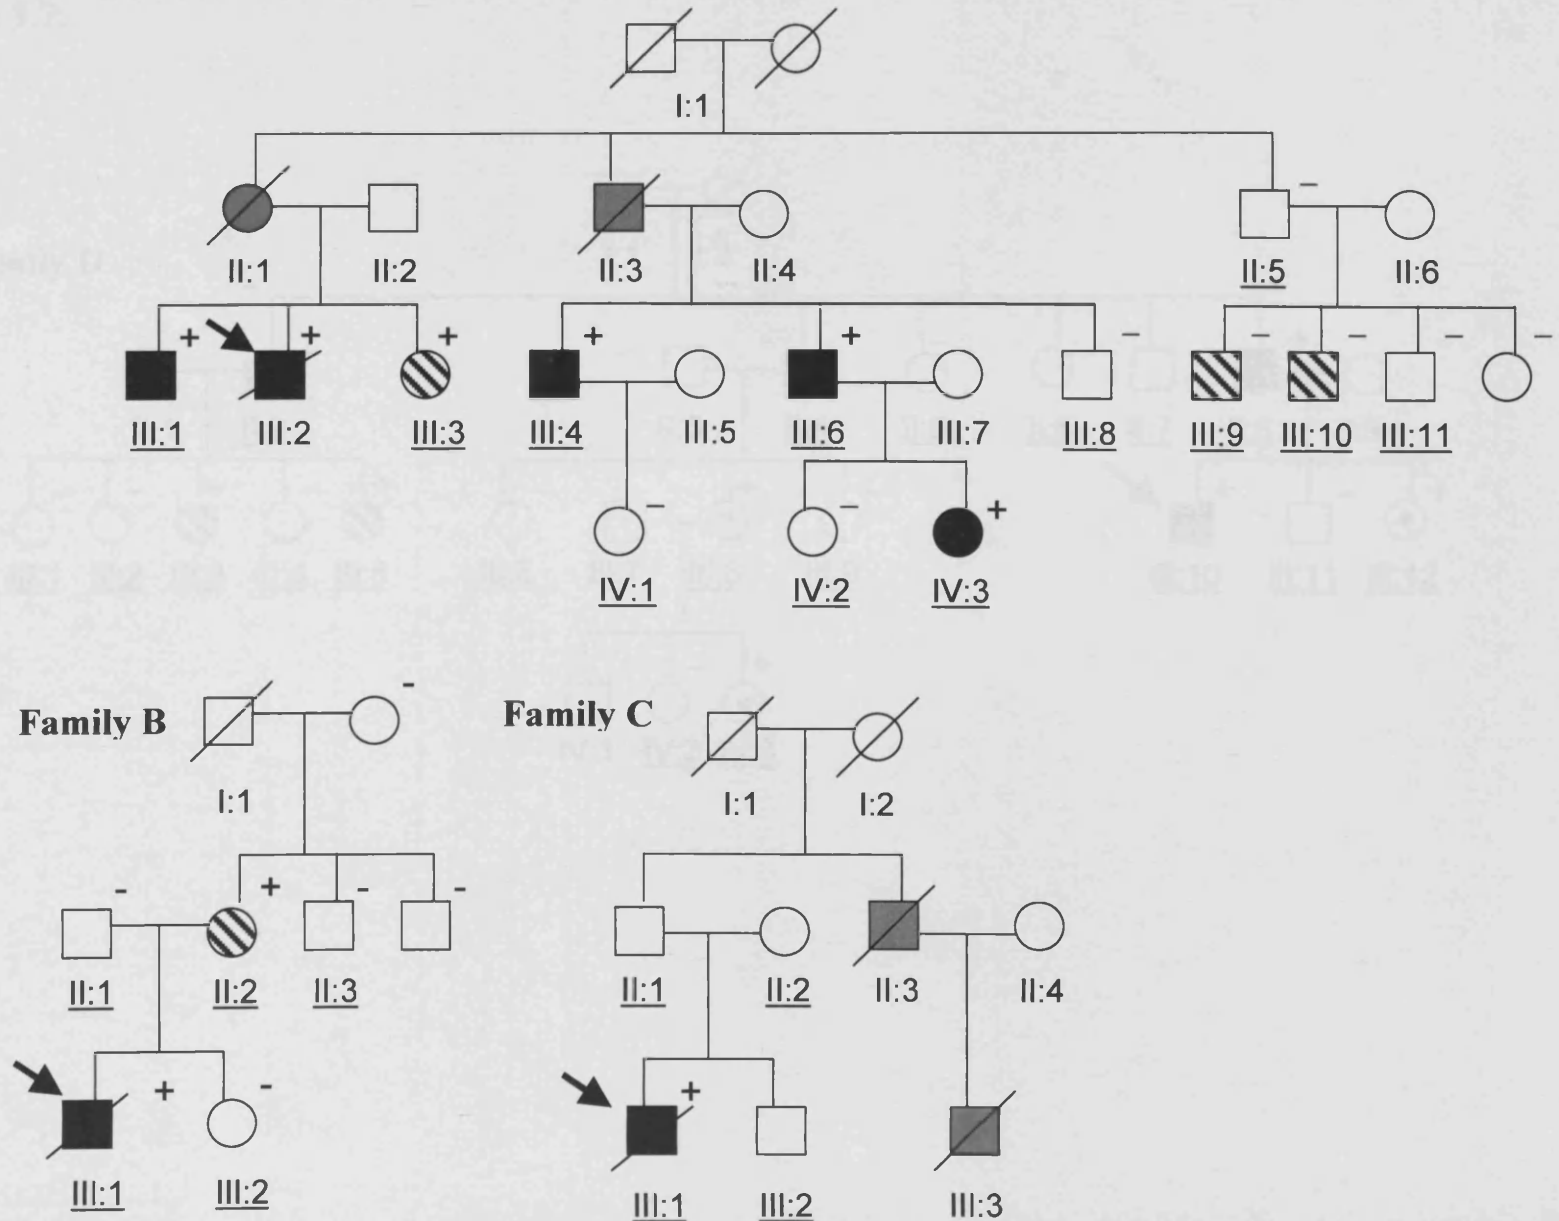 I:1
II:1 II:2 II:3 II:4 II:5 II:6
+ + + + + - - - - - -
III:1 III:2 III:3 III:4 III:5 III:6 III:7 III:8 III:9 III:10 III:11
- - +
IV:1 IV:2 IV:3
Family B
-
I:1
- + - -
II:1 II:2 II:3
+ -
III:1 III:2
Family C
I:1 I:2
II:1 II:2 II:3 II:4
+
III:1 III:2 III:3